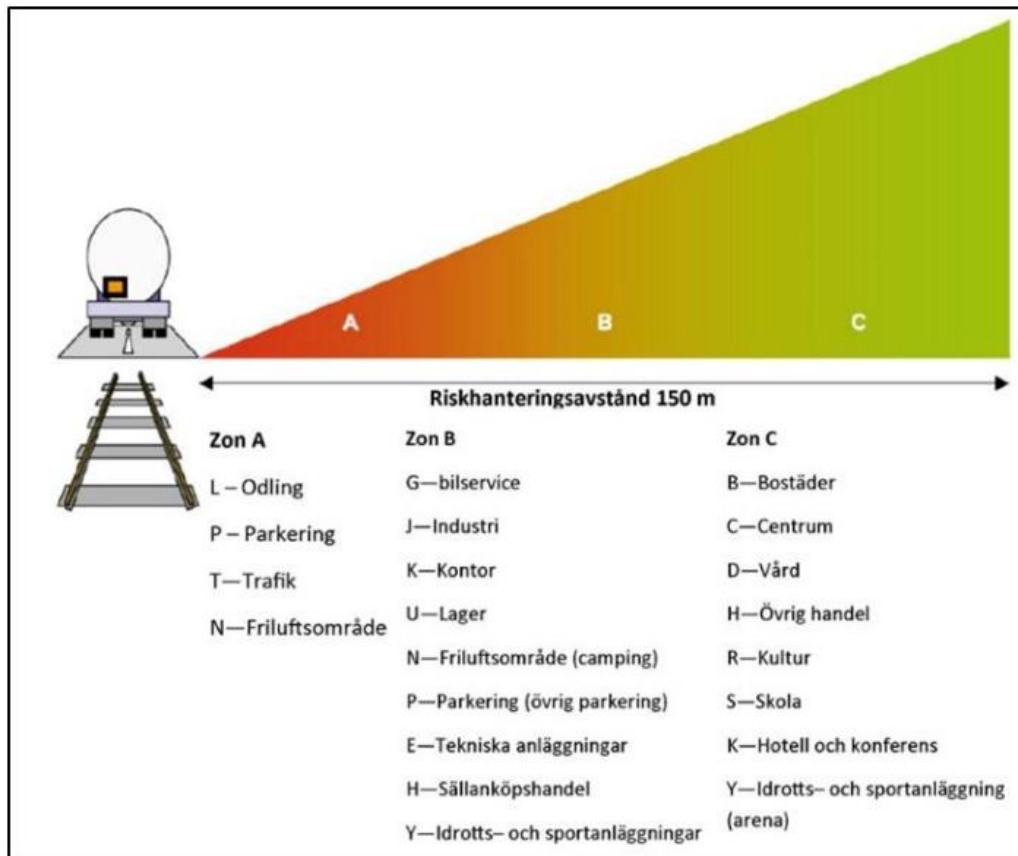 A
B
C
Riskhanteringsavstånd 150 m
Zon A
L – Odling
P – Parkering
T—Trafik
N—Friluftsområde
Zon B
G—bilservice
J—Industri
K—Kontor
U—Lager
N—Friluftsområde (camping)
P—Parkering (övrig parkering)
E—Tekniska anläggningar
H—Sällanköpshandel
Y—Idrotts– och sportanläggningar
Zon C
B—Bostäder
C—Centrum
D—Vård
H—Övrig handel
R—Kultur
S—Skola
K—Hotell och konferens
Y—Idrotts– och sportanläggning
(arena)